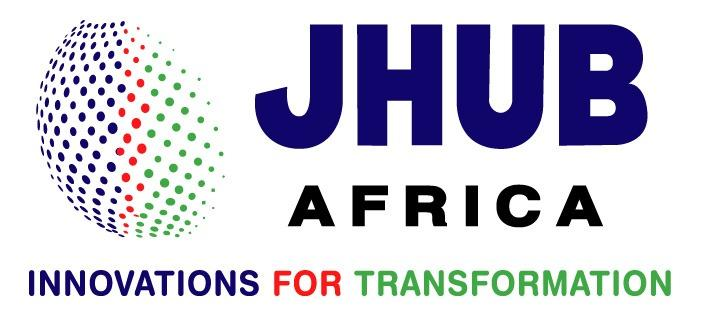 JHUB
AFRICA
INNOVATIONS FOR TRANSFORMATION